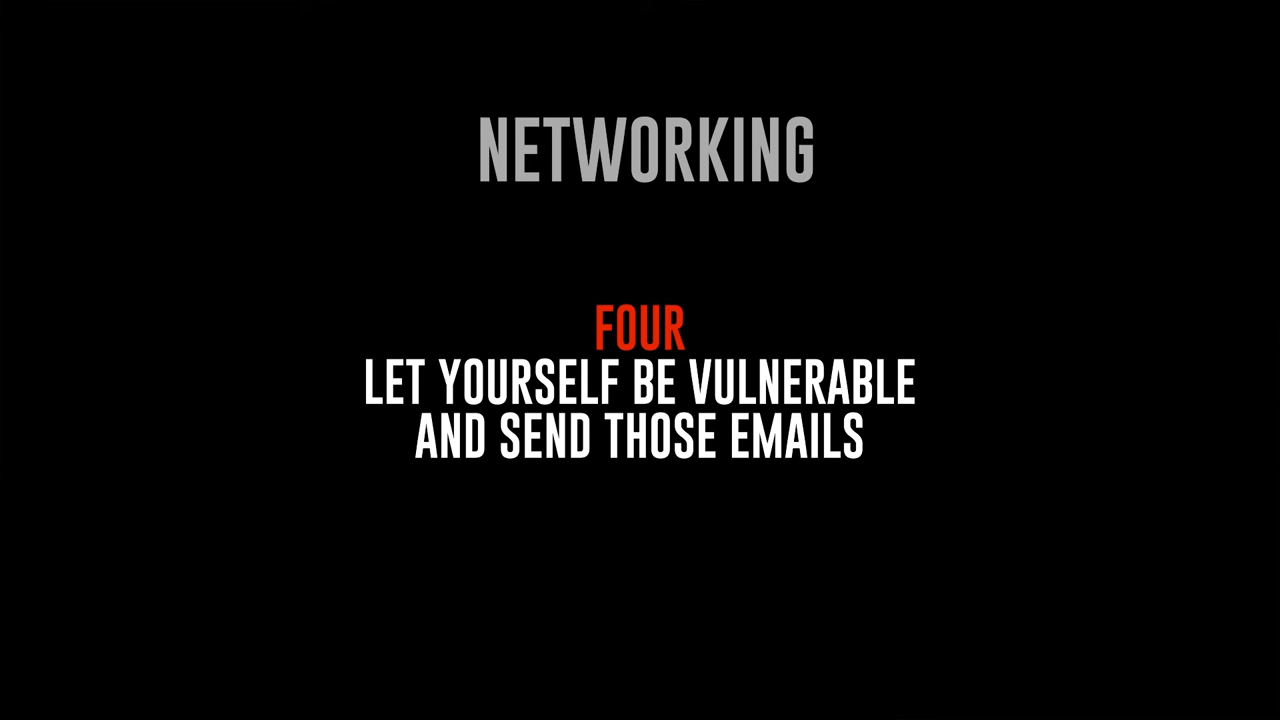 NETWORKING
FOUR
LET YOURSELF BE VULNERABLE
AND SEND THOSE EMAILS